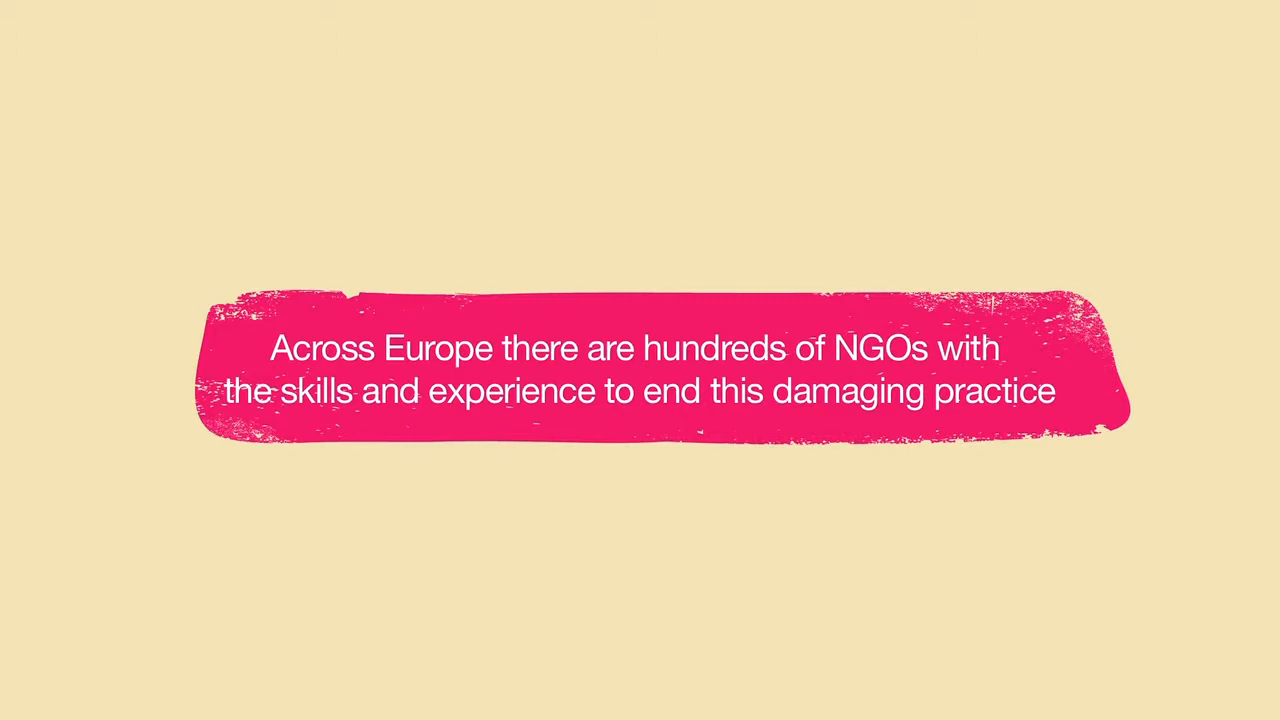 Across Europe there are hundreds of NGOs with
the skills and experience to end this damaging practice